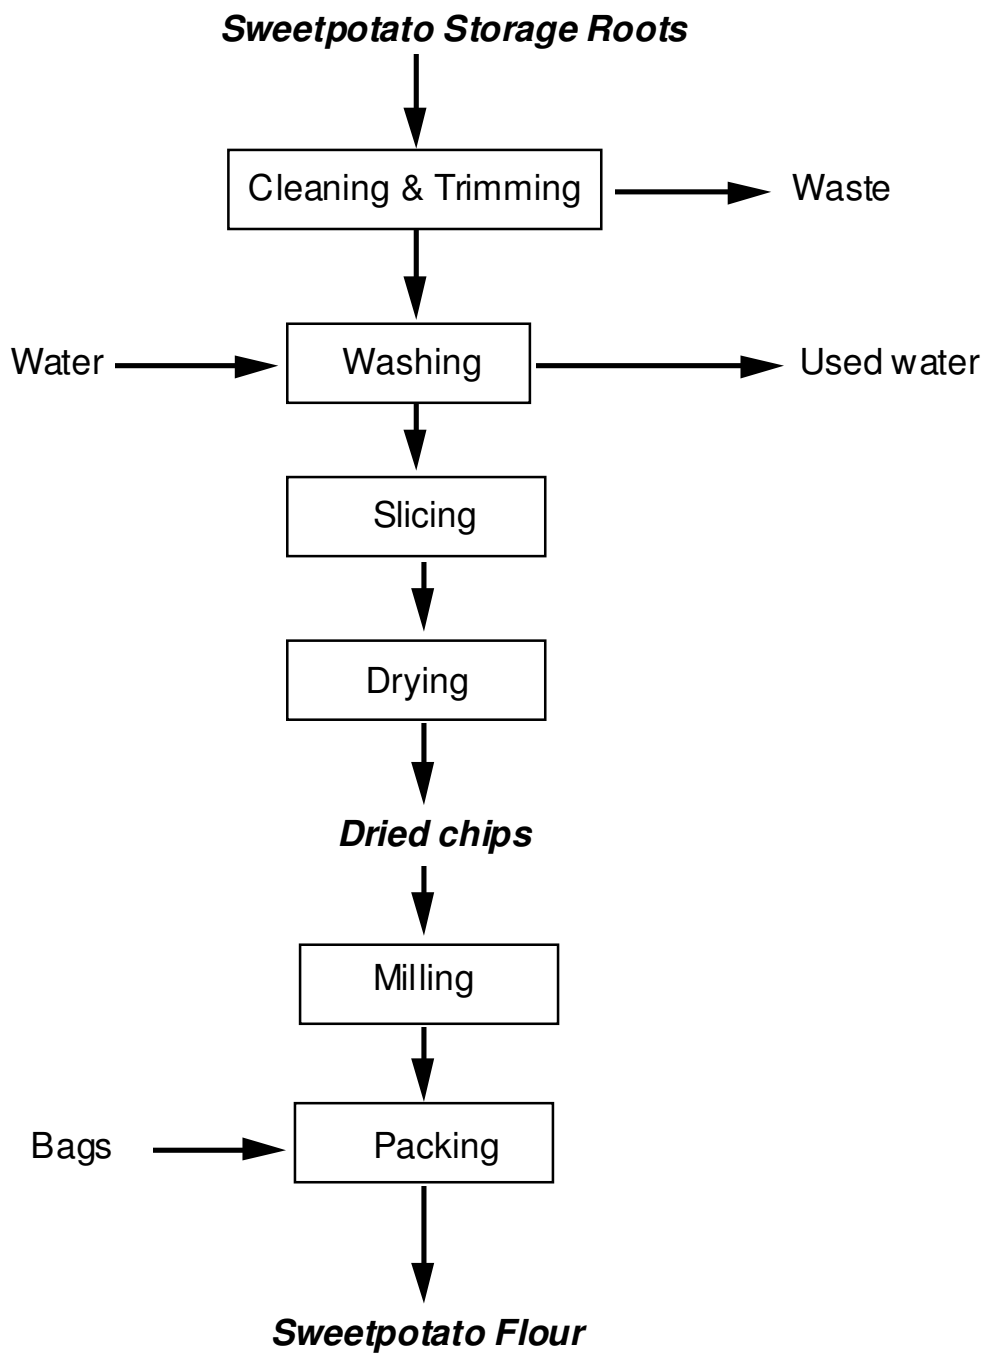 Sweetpotato Storage Roots
Cleaning & Trimming
Waste
Water
Washing
Used water
Slicing
Drying
Dried chips
Milling
Bags
Packing
Sweetpotato Flour